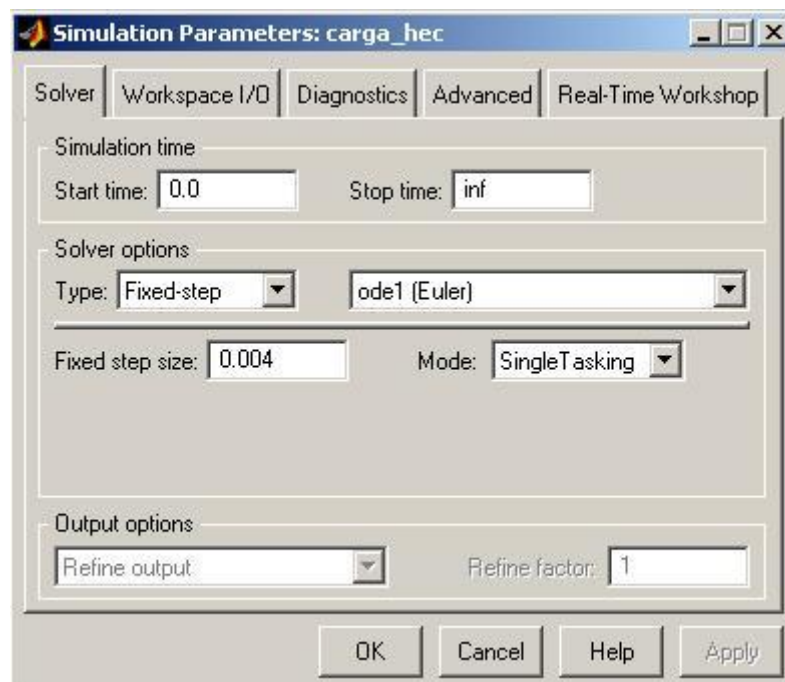 Simulation Parameters: carga_hec
Solver Workspace I/O Diagnostics Advanced Real-Time Workshop
Simulation time
Start time: 0.0 Stop time: inf
Solver options
Type: Fixed-step ode1 (Euler)
Fixed step size: 0.004 Mode: SingleTasking
Output options
Refine output Refine factor: 1
OK Cancel Help Apply